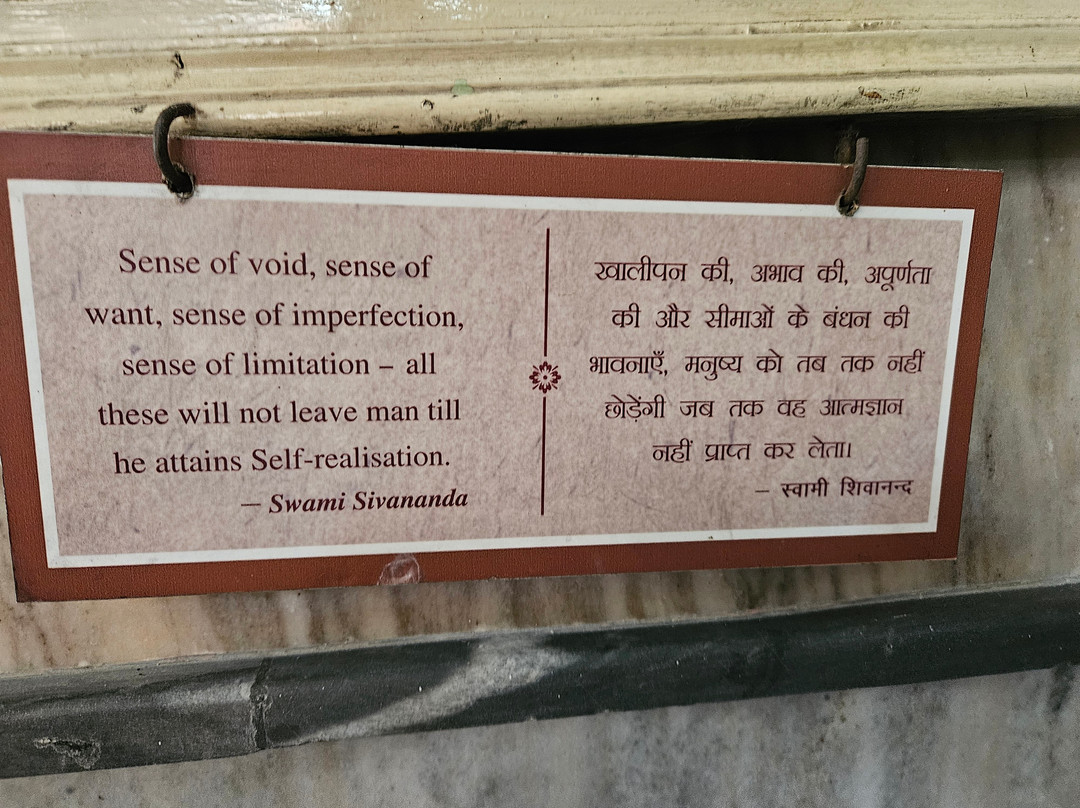 Sense of void, sense of
want, sense of imperfection,
sense of limitation – all
these will not leave man till
he attains Self-realisation.
– Swami Sivananda
खालीपन की, अभाव की, अपूर्णता
की और सीमाओं के बंधन की
भावनाएँ, मनुष्य को तब तक नहीं
छोड़ेंगी जब तक वह आत्मज्ञान
नहीं प्राप्त कर लेता।
– स्वामी शिवानन्द